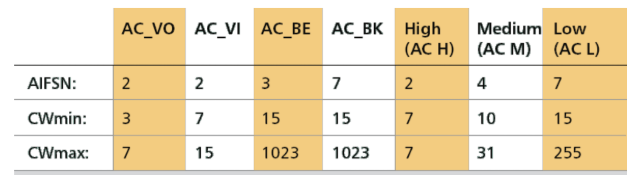 AC_VO AC_VI AC_BE AC_BK High (AC H) Medium (AC M) Low (AC L)
AIFSN: 2 2 3 7 2 4 7
CWmin: 3 7 15 15 7 10 15
CWmax: 7 15 1023 1023 7 31 255